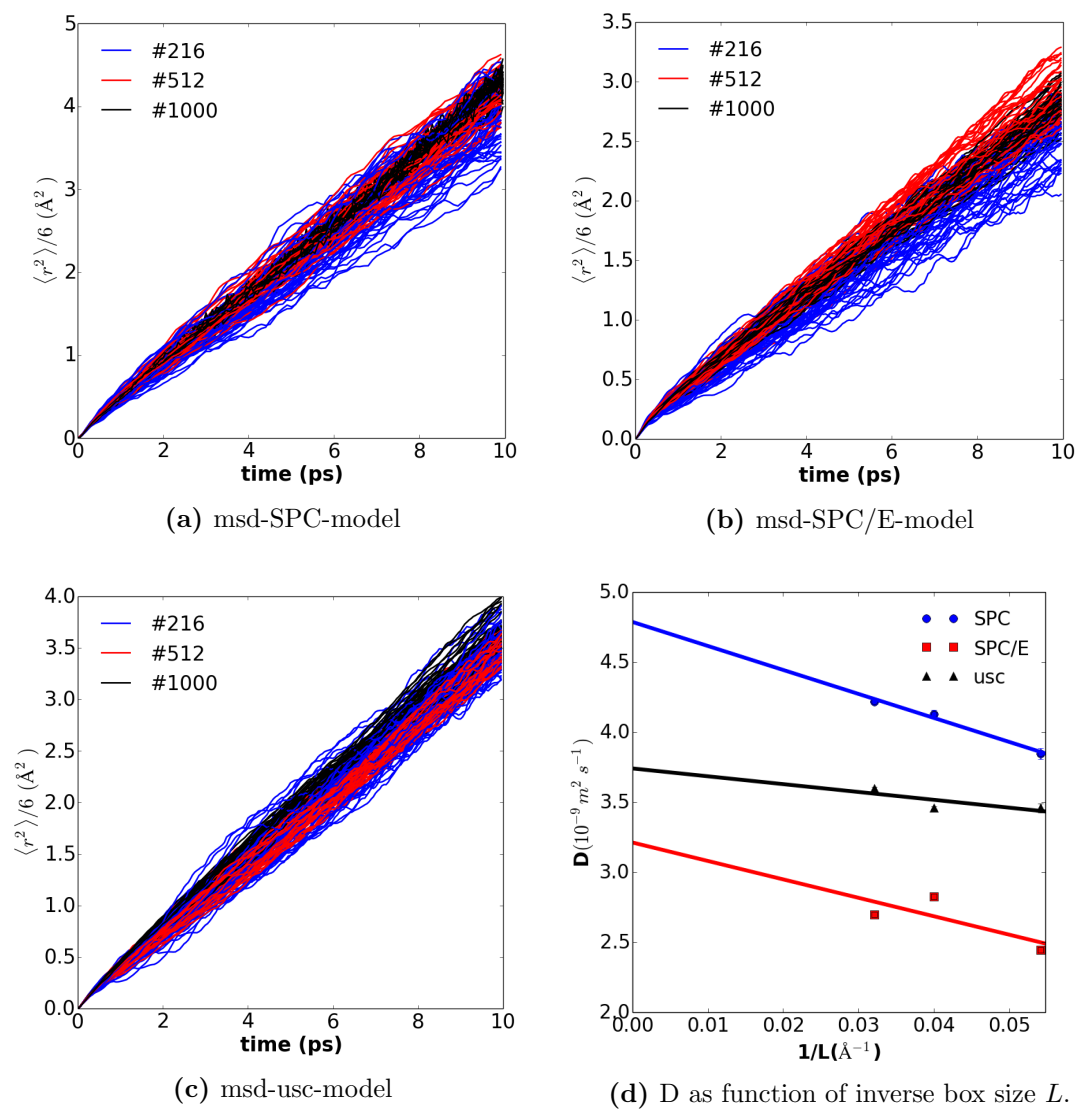 5
4
3
2
1
0
⟨r²⟩/6 (Å²)
#216
#512
#1000
0 2 4 6 8 10
time (ps)
(a) msd-SPC-model
3.5
3.0
2.5
2.0
1.5
1.0
0.5
0.0
⟨r²⟩/6 (Å²)
#216
#512
#1000
0 2 4 6 8 10
time (ps)
(b) msd-SPC/E-model
4.0
3.5
3.0
2.5
2.0
1.5
1.0
0.5
0.0
⟨r²⟩/6 (Å²)
#216
#512
#1000
0 2 4 6 8 10
time (ps)
(c) msd-usc-model
5.0
4.5
4.0
3.5
3.0
2.5
2.0
D(10⁻⁹ m² s⁻¹)
SPC
SPC/E
usc
0.00 0.01 0.02 0.03 0.04 0.05
1/L(Å⁻¹)
(d) D as function of inverse box size L.